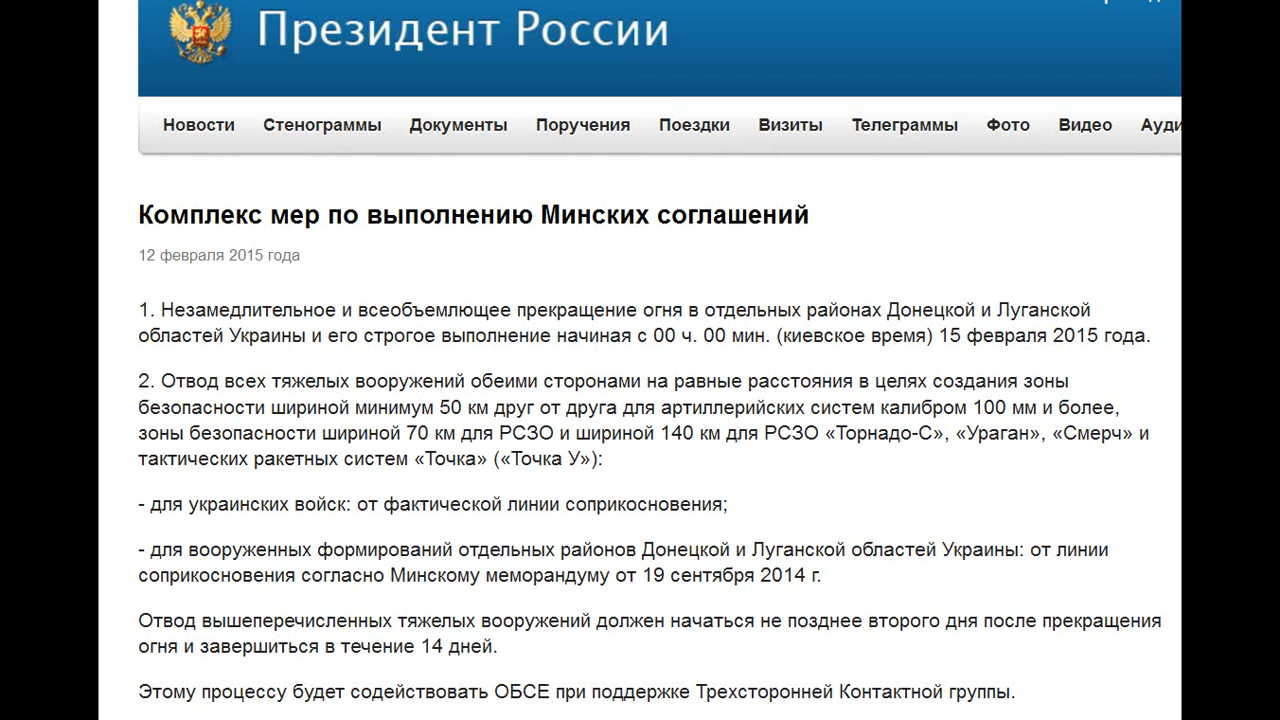 Президент России
Новости Стенограммы Документы Поручения Поездки Визиты Телеграммы Фото Видео Ауди
Комплекс мер по выполнению Минских соглашений
12 февраля 2015 года
1. Незамедлительное и всеобъемлющее прекращение огня в отдельных районах Донецкой и Луганской
областей Украины и его строгое выполнение начиная с 00 ч. 00 мин. (киевское время) 15 февраля 2015 года.
2. Отвод всех тяжелых вооружений обеими сторонами на равные расстояния в целях создания зоны
безопасности шириной минимум 50 км друг от друга для артиллерийских систем калибром 100 мм и более,
зоны безопасности шириной 70 км для РСЗО и шириной 140 км для РСЗО «Торнадо-С», «Ураган», «Смерч» и
тактических ракетных систем «Точка» («Точка У»):
- для украинских войск: от фактической линии соприкосновения;
- для вооруженных формирований отдельных районов Донецкой и Луганской областей Украины: от линии
соприкосновения согласно Минскому меморандуму от 19 сентября 2014 г.
Отвод вышеперечисленных тяжелых вооружений должен начаться не позднее второго дня после прекращения
огня и завершиться в течение 14 дней.
Этому процессу будет содействовать ОБСЕ при поддержке Трехсторонней Контактной группы.